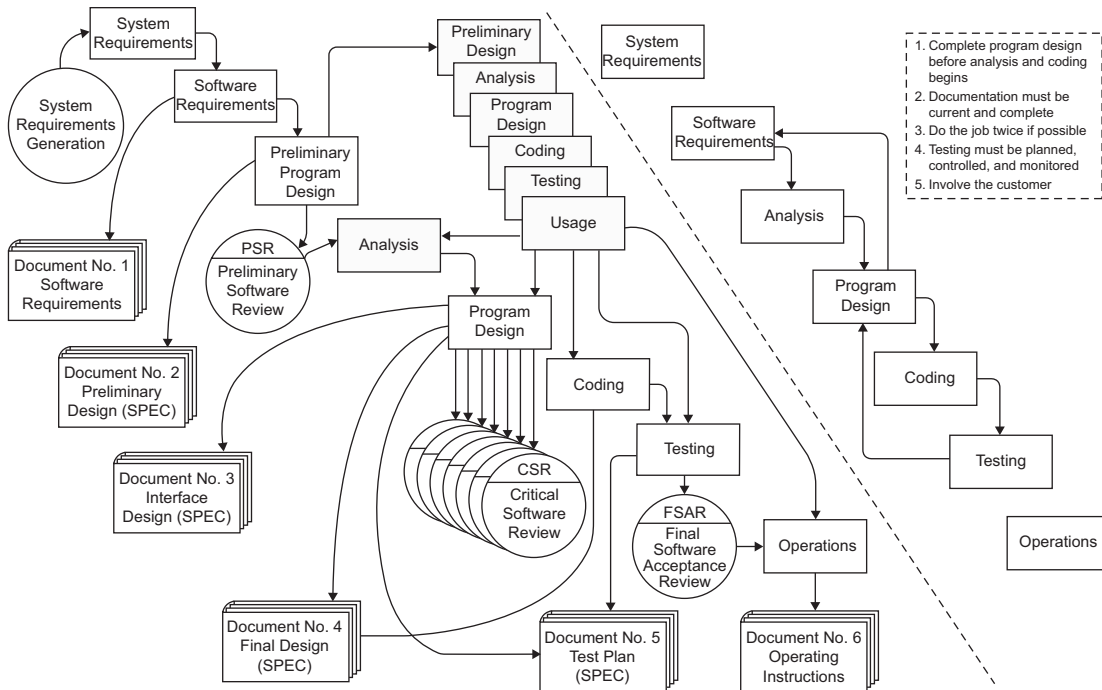 System
Requirements
System
Requirements
Generation
Software
Requirements
Preliminary
Program
Design
Preliminary
Design
Analysis
Program
Design
Coding
Testing
Usage
PSR
Preliminary
Software
Review
Analysis
Program
Design
Coding
Testing
CSR
Critical
Software
Review
FSAR
Final
Software
Acceptance
Review
Operations
Document No. 1
Software
Requirements
Document No. 2
Preliminary
Design (SPEC)
Document No. 3
Interface
Design (SPEC)
Document No. 4
Final Design
(SPEC)
Document No. 5
Test Plan
(SPEC)
Document No. 6
Operating
Instructions
System
Requirements
Software
Requirements
Analysis
Program
Design
Coding
Testing
Operations
1. Complete program design
before analysis and coding
begins
2. Documentation must be
current and complete
3. Do the job twice if possible
4. Testing must be planned,
controlled, and monitored
5. Involve the customer